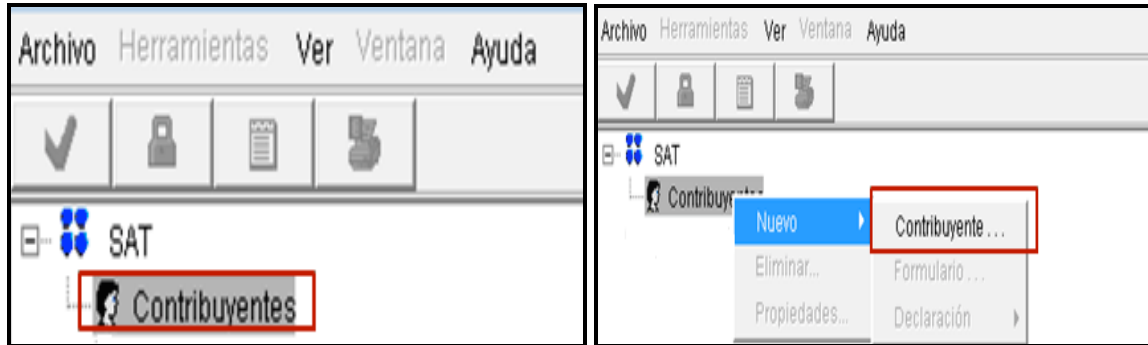 Archivo Herramientas Ver Ventana Ayuda
SAT
Contribuyentes
Archivo Herramientas Ver Ventana Ayuda
SAT
Contribuyentes
Nuevo
Contribuyente . . .
Eliminar...
Formulario . . .
Propiedades...
Declaración